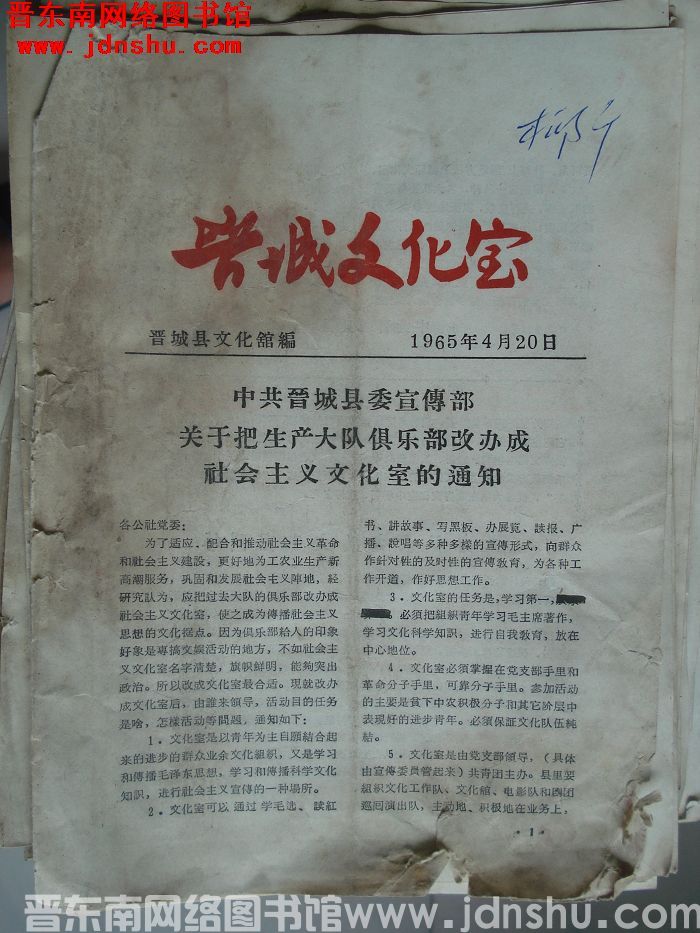 晋东南网络图书馆
www.jdnshu.com
晋城文化室
晋城县文化舘編
1965年4月20日
中共晉城县委宣傳部
关于把生产大队俱乐部改办成
社会主义文化室的通知
各公社党委：
为了适应、配合和推动社会主义革命
和社会主义建設，更好地为工农业生产新
高潮服务，巩固和发展社会主义陣地，經
研究認为，应把过去大队的俱乐部改办成
社会主义文化室，使之成为传播社会主义
思想的文化据点。因为俱乐部給人的印象
好象是專搞文娱活动的地方，不如社会主
义文化室名字清楚，旗帜鮮明，能夠突出
政治。所以改成文化室最合适。現就改办
成文化室后，由誰来領导，活动目的任务
是啥，怎样活动等問題，通知如下：
1．文化室是以青年为主自願結合起
来的进步的群众业余文化組織，又是学习
和傳播毛泽东思想，学习和傳播科学文化
知識，进行社会主义宣傳的一种場所。
2．文化室可以通过学毛选、談紅
书、講故事、写黑板、办展览、談报、广
播、說唱等多种多样的宣傳形式，向群众
作針对性的及时性的宣傳敎育，为各种工
作开道，作好思想工作。
3．文化室的任务是，学习第一，
必須把組織青年学习毛主席著作，
学习文化科学知識，进行自我敎育，放在
中心地位。
4．文化室必須掌握在党支部手里和
革命分子手里，可靠分子手里。参加活动
的主要是貧下中农积极分子和其它阶层中
表現好的进步青年。必須保証文化队伍純
結。
5．文化室是由党支部領导，（具体
由宣傳委員管起来）共青团主办。县里要
組織文化工作队、文化舘、电影队和剧团
巡迴演出队，主动地、积极地在业务上，
·1·
晋东南网络图书馆www.jdnshu.com